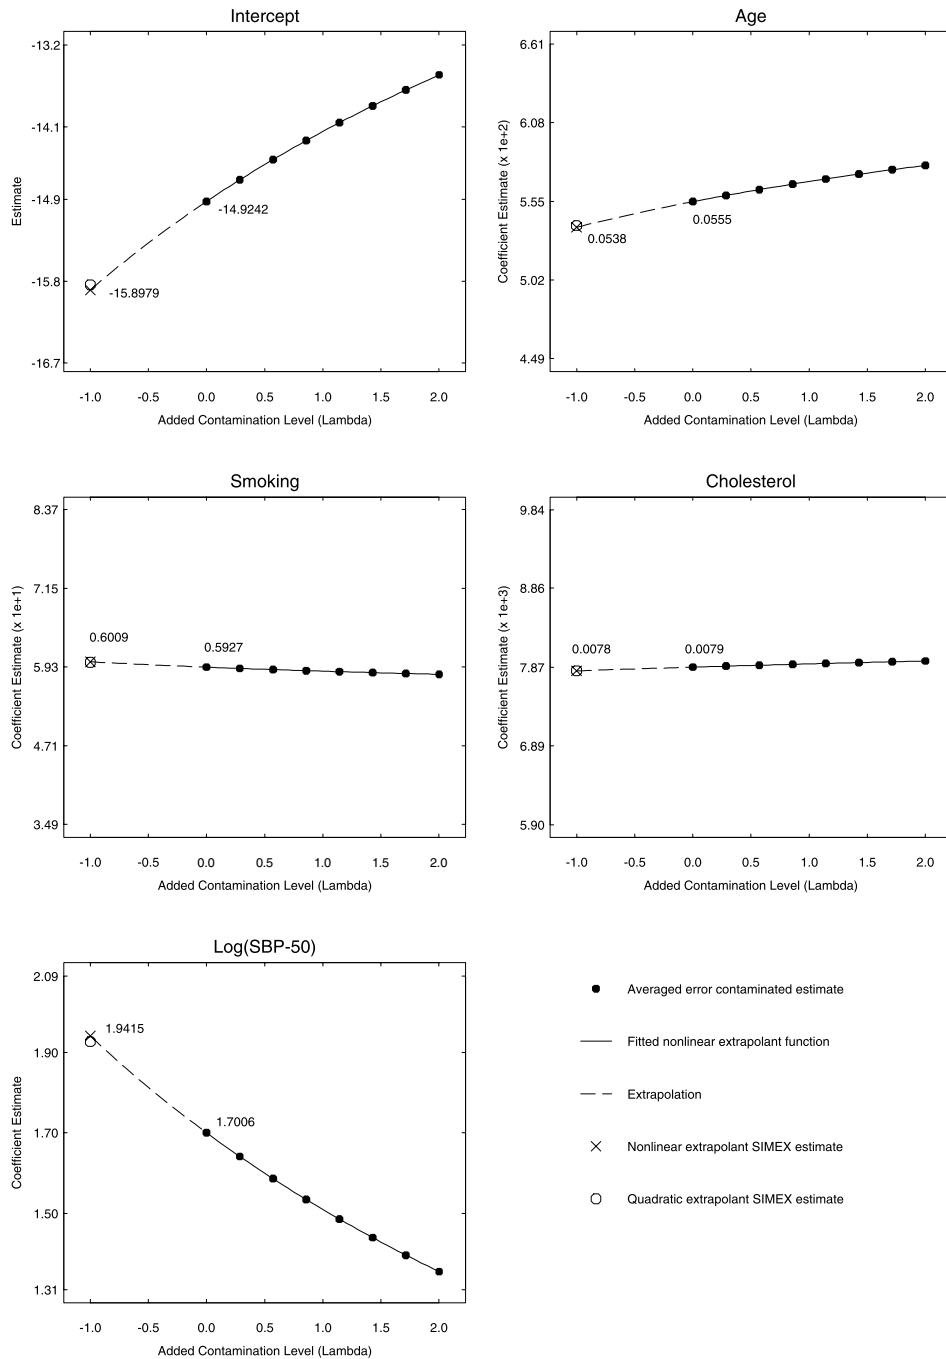 Intercept
Estimate
-13.2
-14.1
-14.9
-15.8
-16.7
-14.9242
-15.8979
-1.0 -0.5 0.0 0.5 1.0 1.5 2.0
Added Contamination Level (Lambda)
Age
Coefficient Estimate (x 1e+2)
6.61
6.08
5.55
5.02
4.49
0.0555
0.0538
-1.0 -0.5 0.0 0.5 1.0 1.5 2.0
Added Contamination Level (Lambda)
Smoking
Coefficient Estimate (x 1e+1)
8.37
7.15
5.93
4.71
3.49
0.6009
0.5927
-1.0 -0.5 0.0 0.5 1.0 1.5 2.0
Added Contamination Level (Lambda)
Cholesterol
Coefficient Estimate (x 1e+3)
9.84
8.86
7.87
6.89
5.90
0.0078
0.0079
-1.0 -0.5 0.0 0.5 1.0 1.5 2.0
Added Contamination Level (Lambda)
Log(SBP-50)
Coefficient Estimate
2.09
1.90
1.70
1.50
1.31
1.9415
1.7006
-1.0 -0.5 0.0 0.5 1.0 1.5 2.0
Added Contamination Level (Lambda)
Averaged error contaminated estimate
Fitted nonlinear extrapolant function
Extrapolation
Nonlinear extrapolant SIMEX estimate
Quadratic extrapolant SIMEX estimate